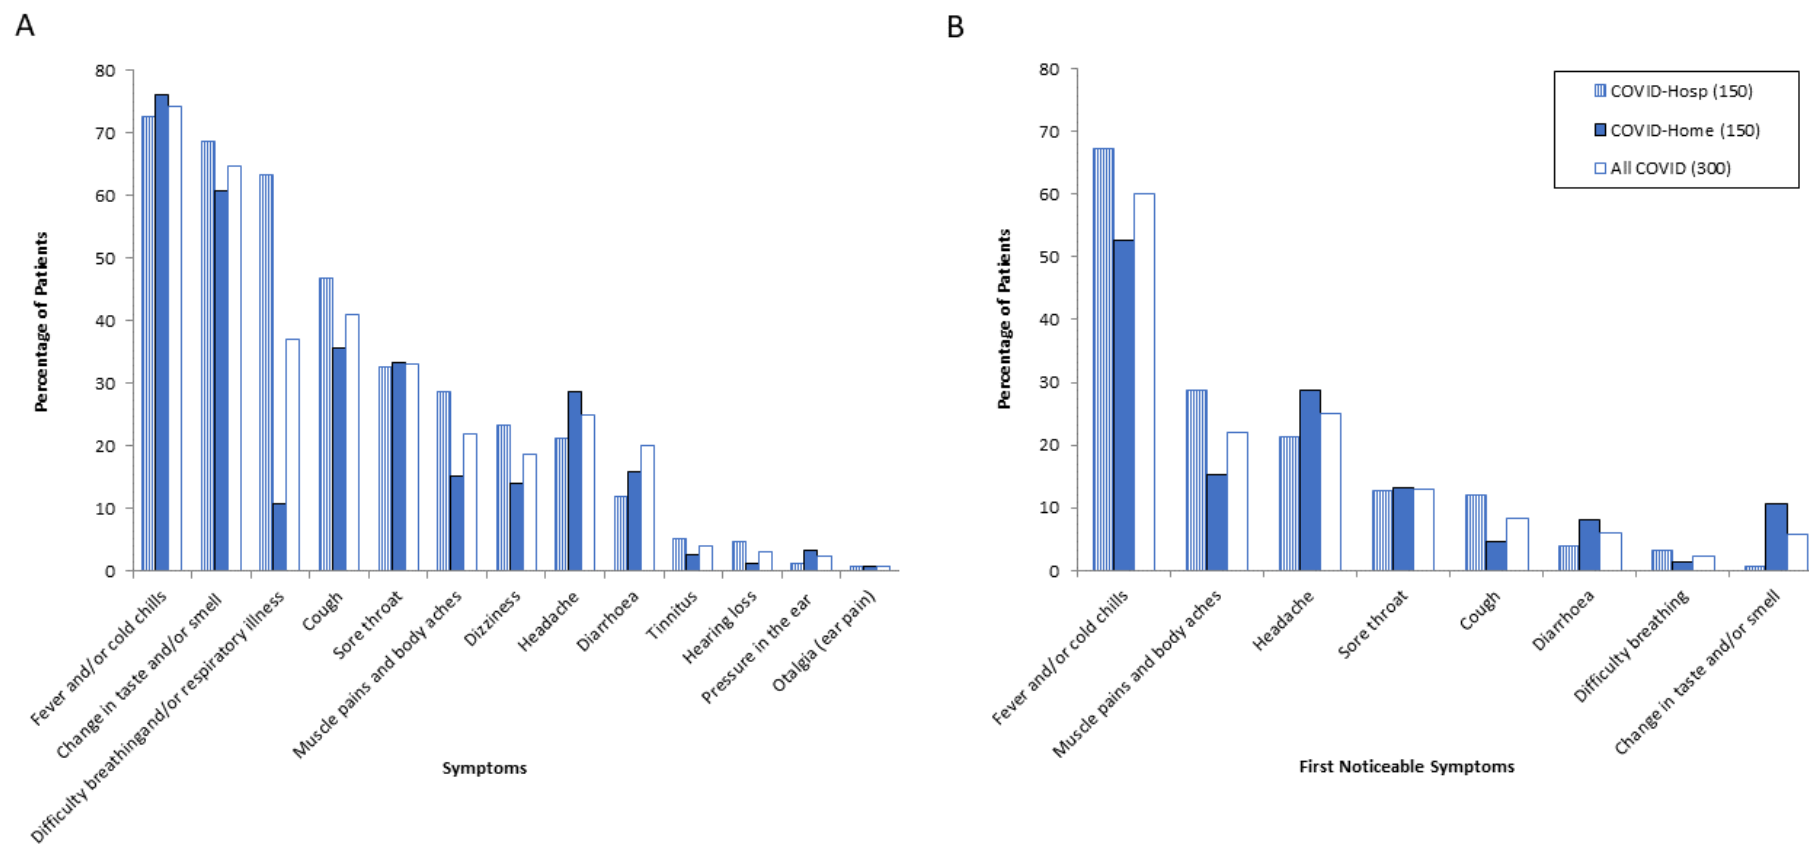 A
80
70
60
50
40
30
20
10
0
Percentage of Patients
Fever and/or cold chills
Change in taste and/or smell
Difficulty breathingand/or respiratory illness
Cough
Sore throat
Muscle pains and body aches
Dizziness
Headache
Diarrhoea
Tinnitus
Hearing loss
Pressure in the ear
Otalgia (ear pain)
Symptoms
B
80
70
60
50
40
30
20
10
0
Percentage of Patients
COVID-Hosp (150)
COVID-Home (150)
All COVID (300)
Fever and/or cold chills
Muscle pains and body aches
Headache
Sore throat
Cough
Diarrhoea
Difficulty breathing
Change in taste and/or smell
First Noticeable Symptoms